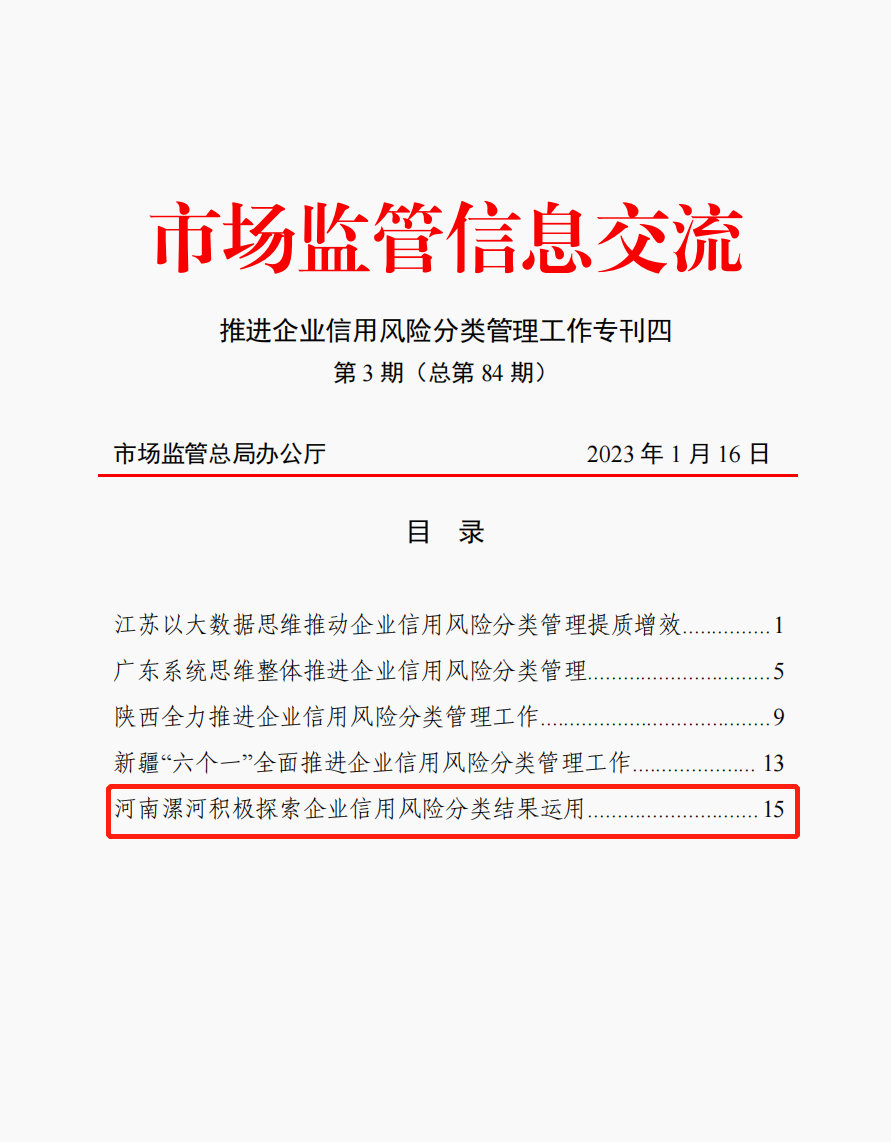 市场监管信息交流
推进企业信用风险分类管理工作专刊四
第 3 期（总第 84 期）
市场监管总局办公厅 2023 年 1 月 16 日
目 录
江苏以大数据思维推动企业信用风险分类管理提质增效...............1
广东系统思维整体推进企业信用风险分类管理...............................5
陕西全力推进企业信用风险分类管理工作.......................................9
新疆“六个一”全面推进企业信用风险分类管理工作..................... 13
河南漯河积极探索企业信用风险分类结果运用............................. 15